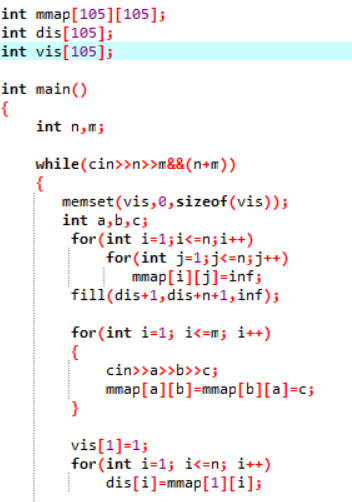 int mmap[105][105];
int dis[105];
int vis[105];
int main()
{
int n,m;
while(cin>>n>>m&&(n+m))
{
memset(vis,0,sizeof(vis));
int a,b,c;
for(int i=1;i<=n;i++)
for(int j=1;j<=n;j++)
mmap[i][j]=inf;
fill(dis+1,dis+n+1,inf);
for(int i=1; i<=m; i++)
{
cin>>a>>b>>c;
mmap[a][b]=mmap[b][a]=c;
}
vis[1]=1;
for(int i=1; i<=n; i++)
dis[i]=mmap[1][i];